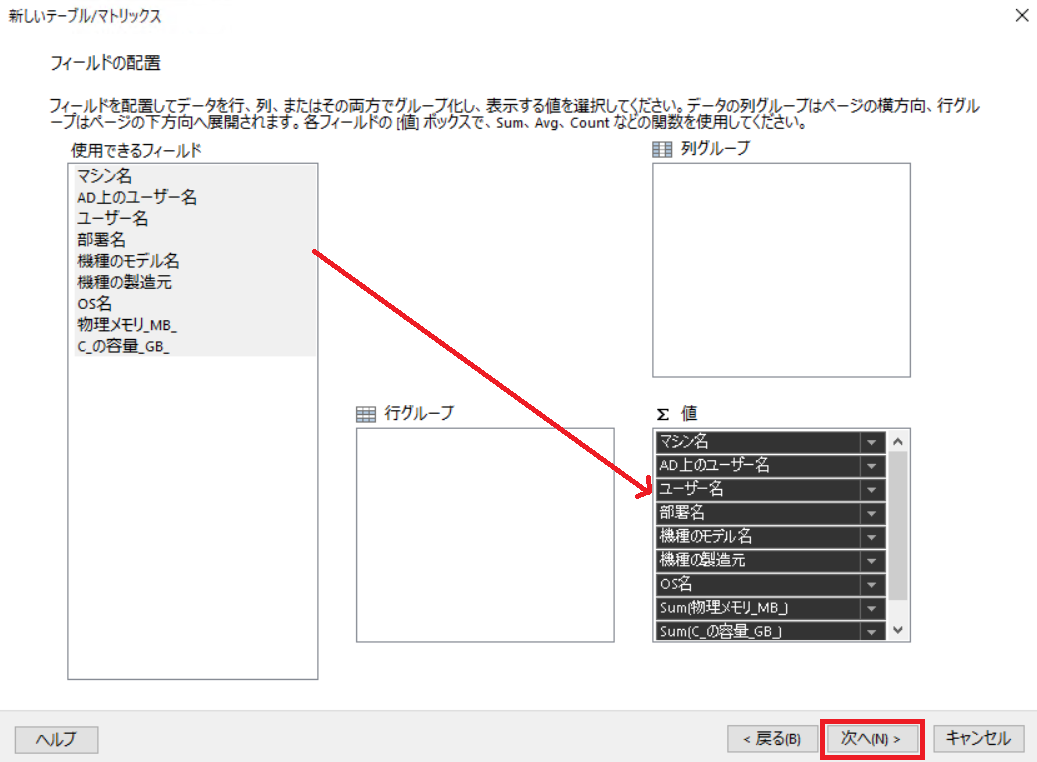 新しいテーブル/マトリックス
フィールドの配置
フィールドを配置してデータを行、列、またはその両方でグループ化し、表示する値を選択してください。データの列グループはページの横方向、行グル
ープはページの下方向へ展開されます。各フィールドの [値] ボックスで、Sum、Avg、Count などの関数を使用してください。
使用できるフィールド
マシン名
AD上のユーザー名
ユーザー名
部署名
機種のモデル名
機種の製造元
OS名
物理メモリ_MB_
C_の容量_GB_
列グループ
行グループ
Σ 値
マシン名
AD上のユーザー名
ユーザー名
部署名
機種のモデル名
機種の製造元
OS名
Sum(物理メモリ_MB_)
Sum(C_の容量_GB_)
ヘルプ
< 戻る(B)
次へ(N) >
キャンセル